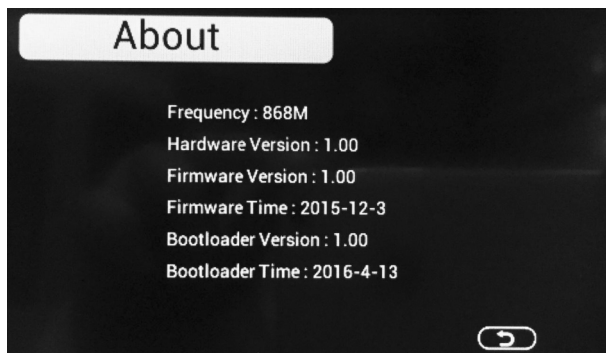 About
Frequency : 868M
Hardware Version : 1.00
Firmware Version : 1.00
Firmware Time : 2015-12-3
Bootloader Version : 1.00
Bootloader Time : 2016-4-13